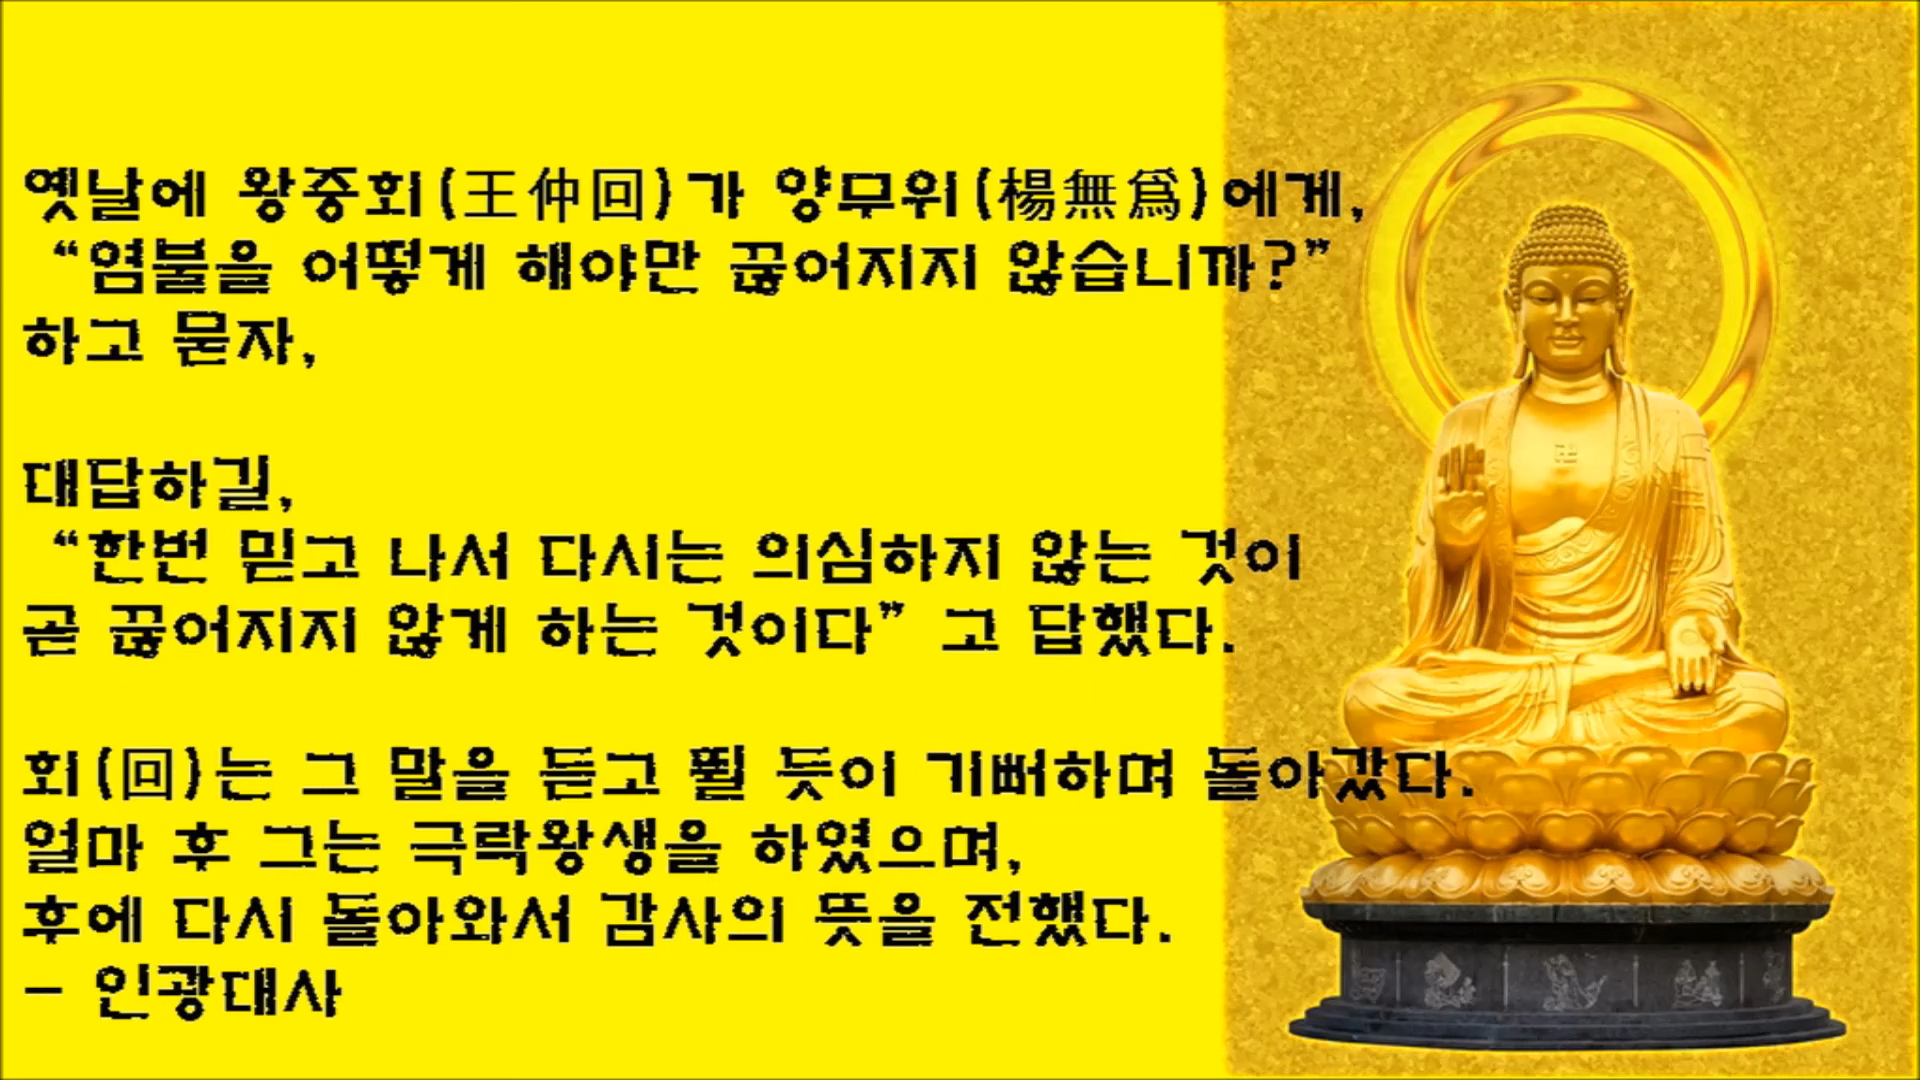 옛날에 왕중회(王仲回)가 양무위(楊無爲)에게,
“염불을 어떻게 해야만 끊어지지 않습니까?”
하고 묻자,
대답하길,
“한번 믿고 나서 다시는 의심하지 않는 것이
곧 끊어지지 않게 하는 것이다” 고 답했다.
회(回)는 그 말을 듣고 뛸 듯이 기뻐하며 돌아갔다.
얼마 후 그는 극락왕생을 하였으며,
후에 다시 돌아와서 감사의 뜻을 전했다.
- 인광대사
卍